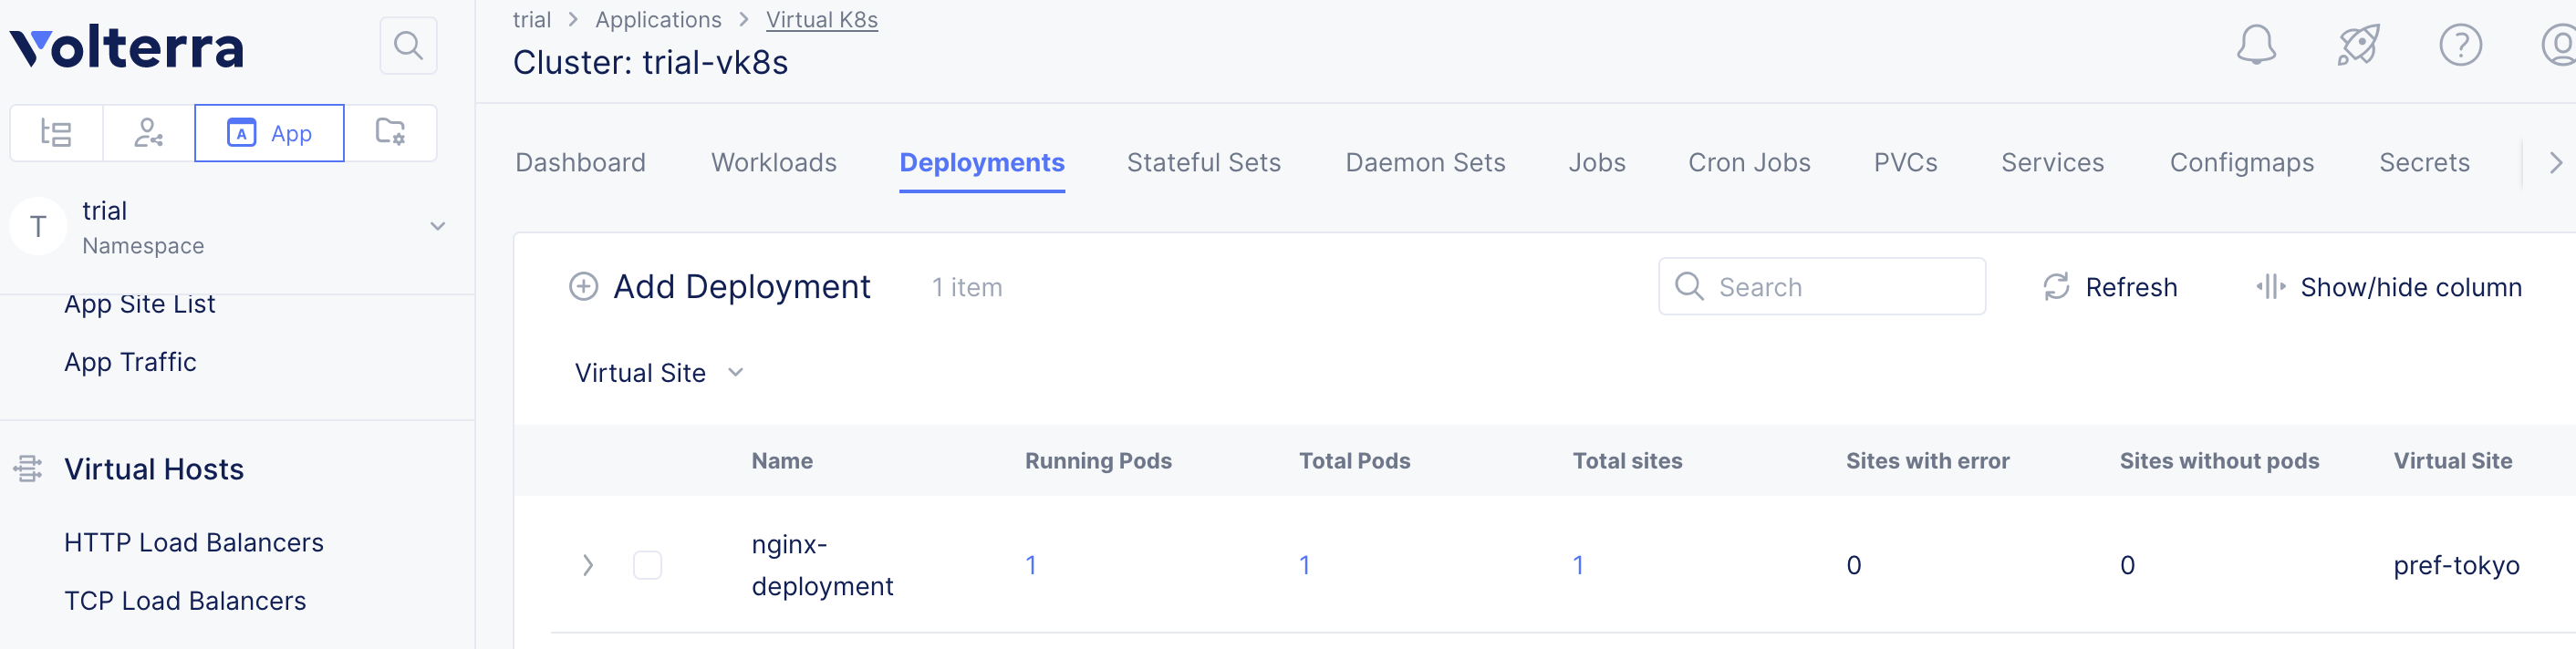 volterra
trial > Applications > Virtual K8s
Cluster: trial-vk8s
A App
T trial
Namespace
App Site List
App Traffic
Virtual Hosts
HTTP Load Balancers
TCP Load Balancers
Dashboard Workloads Deployments Stateful Sets Daemon Sets Jobs Cron Jobs PVCs Services Configmaps Secrets
Add Deployment 1 item Search Refresh Show/hide column
Virtual Site
Name Running Pods Total Pods Total sites Sites with error Sites without pods Virtual Site
nginx-
deployment 1 1 1 0 0 pref-tokyo